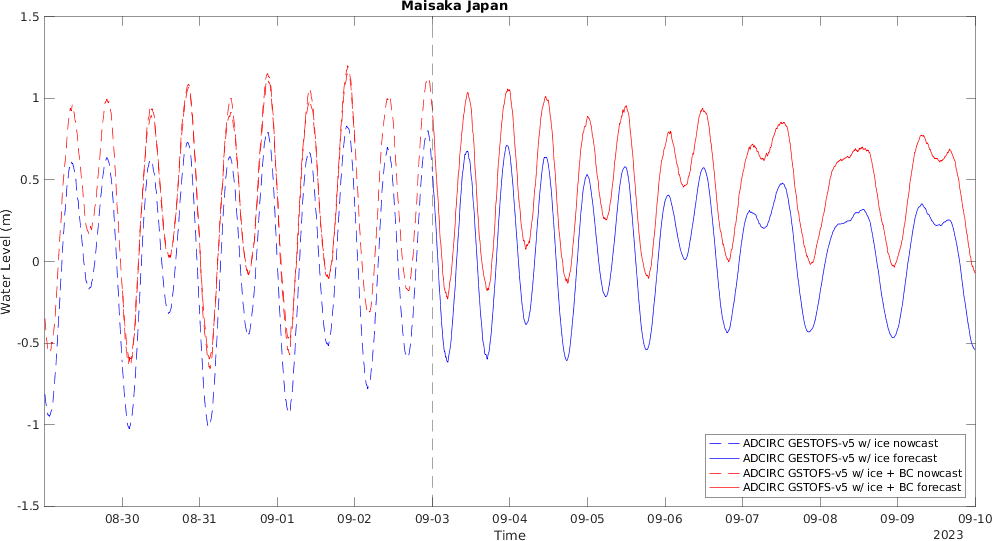 Maisaka Japan
1.5
1
0.5
0
-0.5
-1
-1.5
Water Level (m)
ADCIRC GESTOFS-v5 w/ ice nowcast
ADCIRC GESTOFS-v5 w/ ice forecast
ADCIRC GSTOFS-v5 w/ ice + BC nowcast
ADCIRC GSTOFS-v5 w/ ice + BC forecast
08-30 08-31 09-01 09-02 09-03 09-04 09-05 09-06 09-07 09-08 09-09 09-10
Time
2023